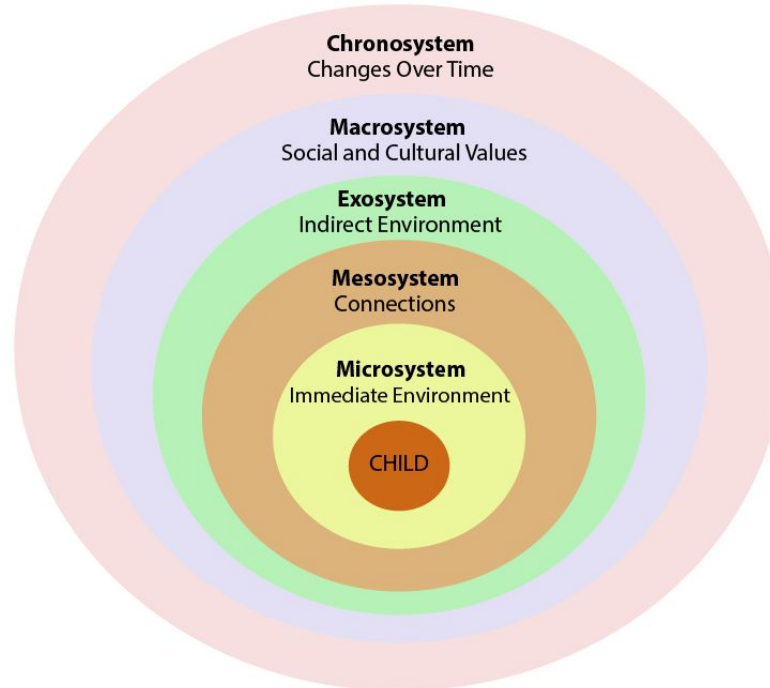 Chronosystem
Changes Over Time
Macrosystem
Social and Cultural Values
Exosystem
Indirect Environment
Mesosystem
Connections
Microsystem
Immediate Environment
CHILD